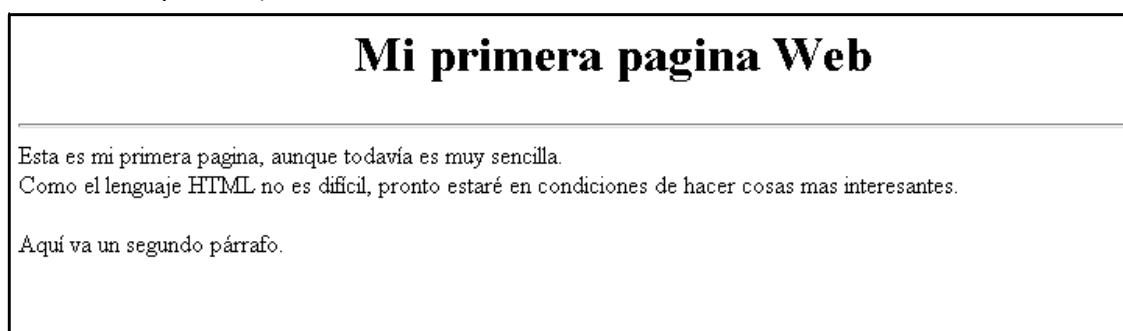 Mi primera pagina Web
Esta es mi primera pagina, aunque todavía es muy sencilla.
Como el lenguaje HTML no es difícil, pronto estaré en condiciones de hacer cosas mas interesantes.
Aquí va un segundo párrafo.